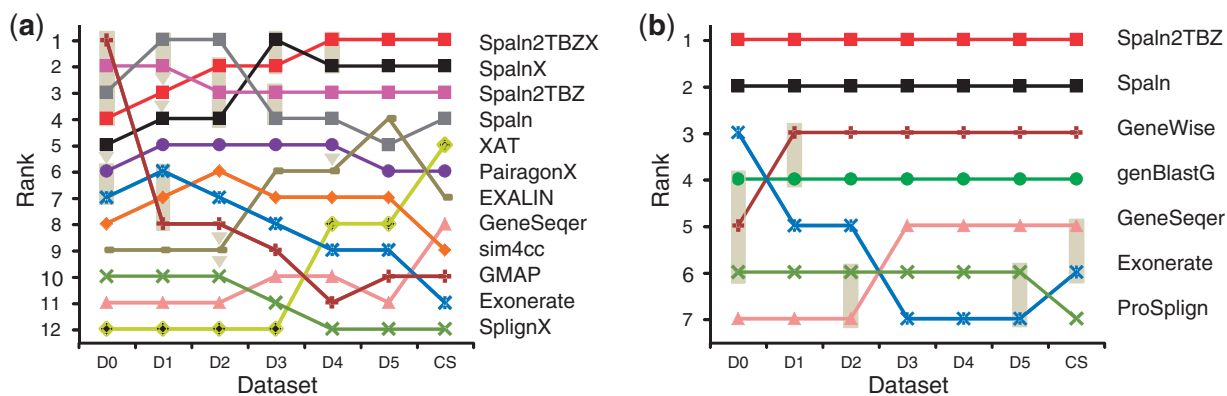 (a)
Rank
1
2
3
4
5
6
7
8
9
10
11
12
Spaln2TBZX
SpalnX
Spaln2TBZ
Spaln
XAT
PairagonX
EXALIN
GeneSeqer
sim4cc
GMAP
Exonerate
SplignX
D0 D1 D2 D3 D4 D5 CS
Dataset
(b)
Rank
1
2
3
4
5
6
7
Spaln2TBZ
Spaln
GeneWise
genBlastG
GeneSeqer
Exonerate
ProSplign
D0 D1 D2 D3 D4 D5 CS
Dataset